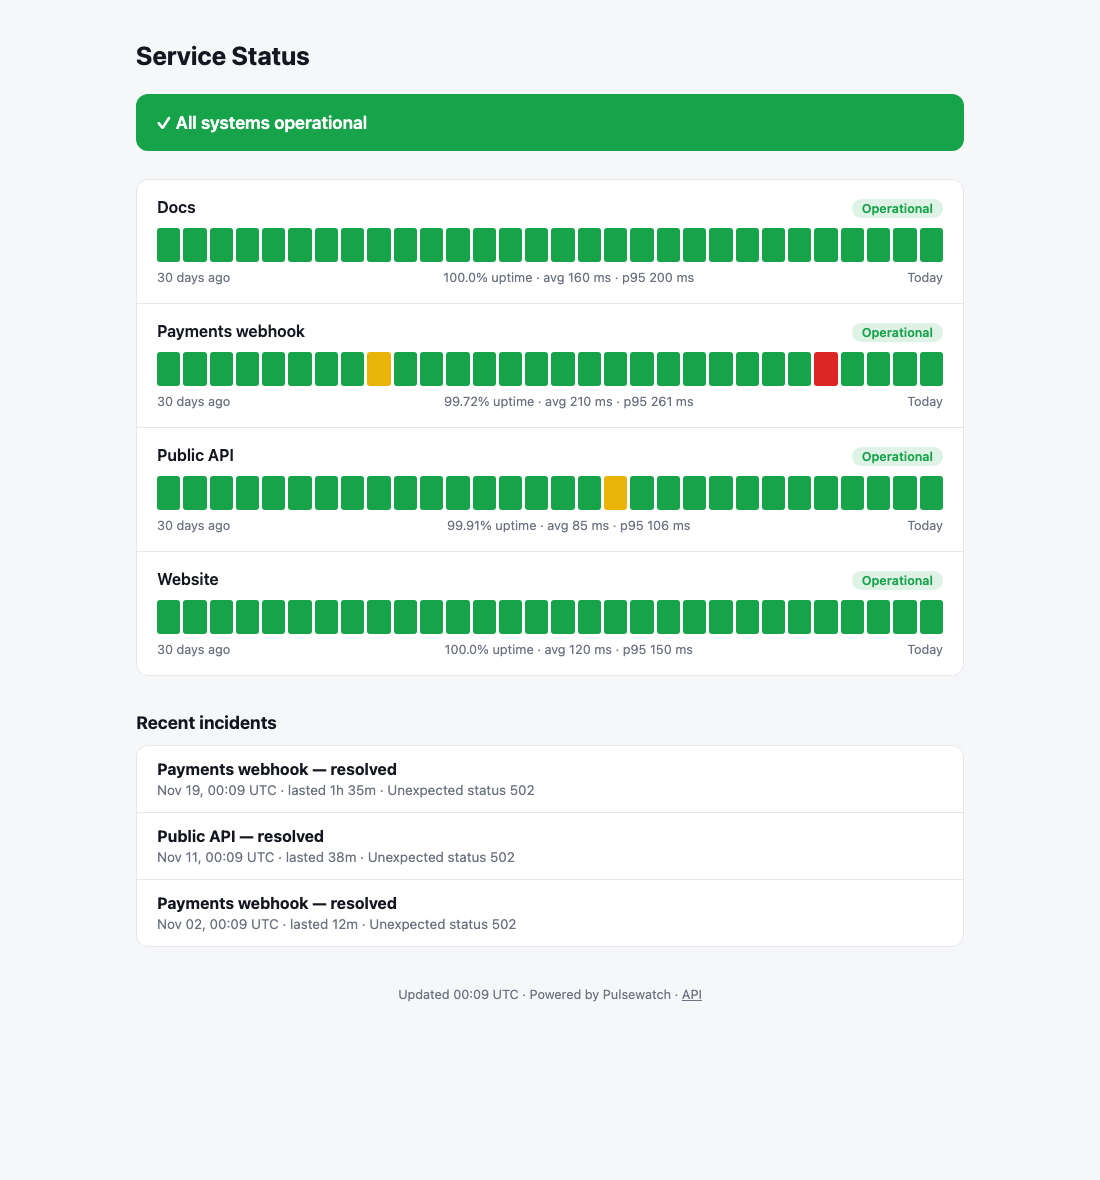 Service Status
✓ All systems operational
Docs
Operational
30 days ago
100.0% uptime · avg 160 ms · p95 200 ms
Today
Payments webhook
Operational
30 days ago
99.72% uptime · avg 210 ms · p95 261 ms
Today
Public API
Operational
30 days ago
99.91% uptime · avg 85 ms · p95 106 ms
Today
Website
Operational
30 days ago
100.0% uptime · avg 120 ms · p95 150 ms
Today
Recent incidents
Payments webhook — resolved
Nov 19, 00:09 UTC · lasted 1h 35m · Unexpected status 502
Public API — resolved
Nov 11, 00:09 UTC · lasted 38m · Unexpected status 502
Payments webhook — resolved
Nov 02, 00:09 UTC · lasted 12m · Unexpected status 502
Updated 00:09 UTC · Powered by Pulsewatch · API